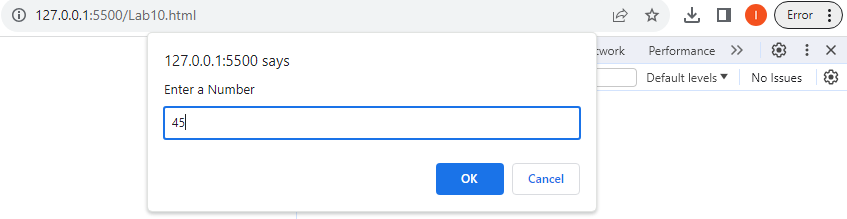 127.0.0.1:5500/Lab10.html
I
Error
127.0.0.1:5500 says
Enter a Number
45
OK
Cancel
twork
Performance
Default levels
No Issues